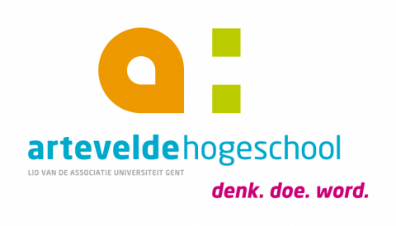 a:
arteveldehogeschool
LID VAN DE ASSOCIATIE UNIVERSITEIT GENT
denk. doe. word.